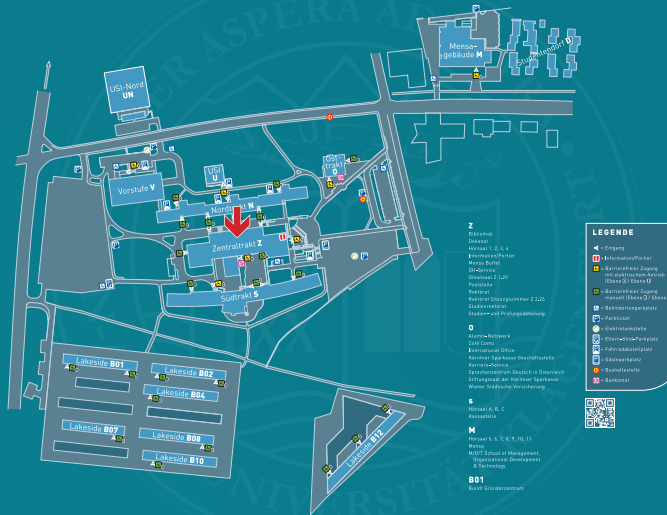 SPERA
UNIVERSIT
Mensa-
gebäude M
Studentendorf D
USI-Nord
UN
USI
U
Ost-
trakt
O
Vorstufe V
Nordtrakt N
Zentraltrakt Z
Südtrakt S
Lakeside B01
Lakeside B02
Lakeside B04
Lakeside B07
Lakeside B08
Lakeside B10
Lakeside B12
Z
Bibliothek
Dekanat
Hörsaal 1, 2, 3, 4
Information/Portier
Mensa Buffet
ÖH-Service
Omansaal Z.1.29
Poststelle
Rektorat
Rektorat Sitzungszimmer Z.2.26
Studienrektorat
Studien- und Prüfungsabteilung
O
Alumni-Netzwerk
Café Como
International Office
Kärntner Sparkasse Geschäftsstelle
Karriere-Service
Sprachenzentrum Deutsch in Österreich
Stiftungssaal der Kärntner Sparkasse
Wiener Städtische Versicherung
S
Hörsaal A, B, C
Kassastelle
M
Hörsaal 5, 6, 7, 8, 9, 10, 11
Mensa
M/O/T School of Management,
Organizational Development
& Technology
B01
Build! Gründerzentrum
LEGENDE
= Eingang
= Information/Portier
= Barrierefreier Zugang
mit elektrischem Antrieb
= Barrierefreier Zugang
= Behindertenparkplatz
= Parkticket
= Elektrotankstelle
= Eltern-Kind-Parkplatz
= Fahrradabstellplatz
= Gästeparkplatz
= Bushaltestelle
= Bankomat